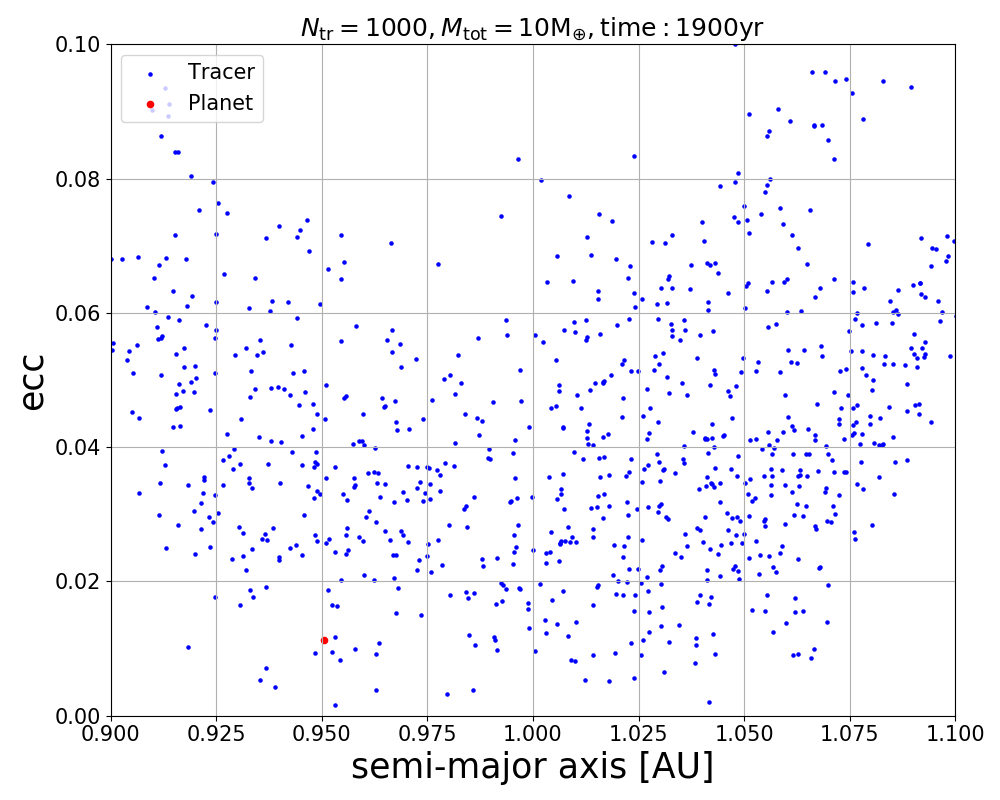 N_tr = 1000, M_tot = 10M_⊕, time : 1900yr
0.10
Tracer
Planet
0.08
0.06
0.04
0.02
0.00
ecc
0.900 0.925 0.950 0.975 1.000 1.025 1.050 1.075 1.100
semi-major axis [AU]